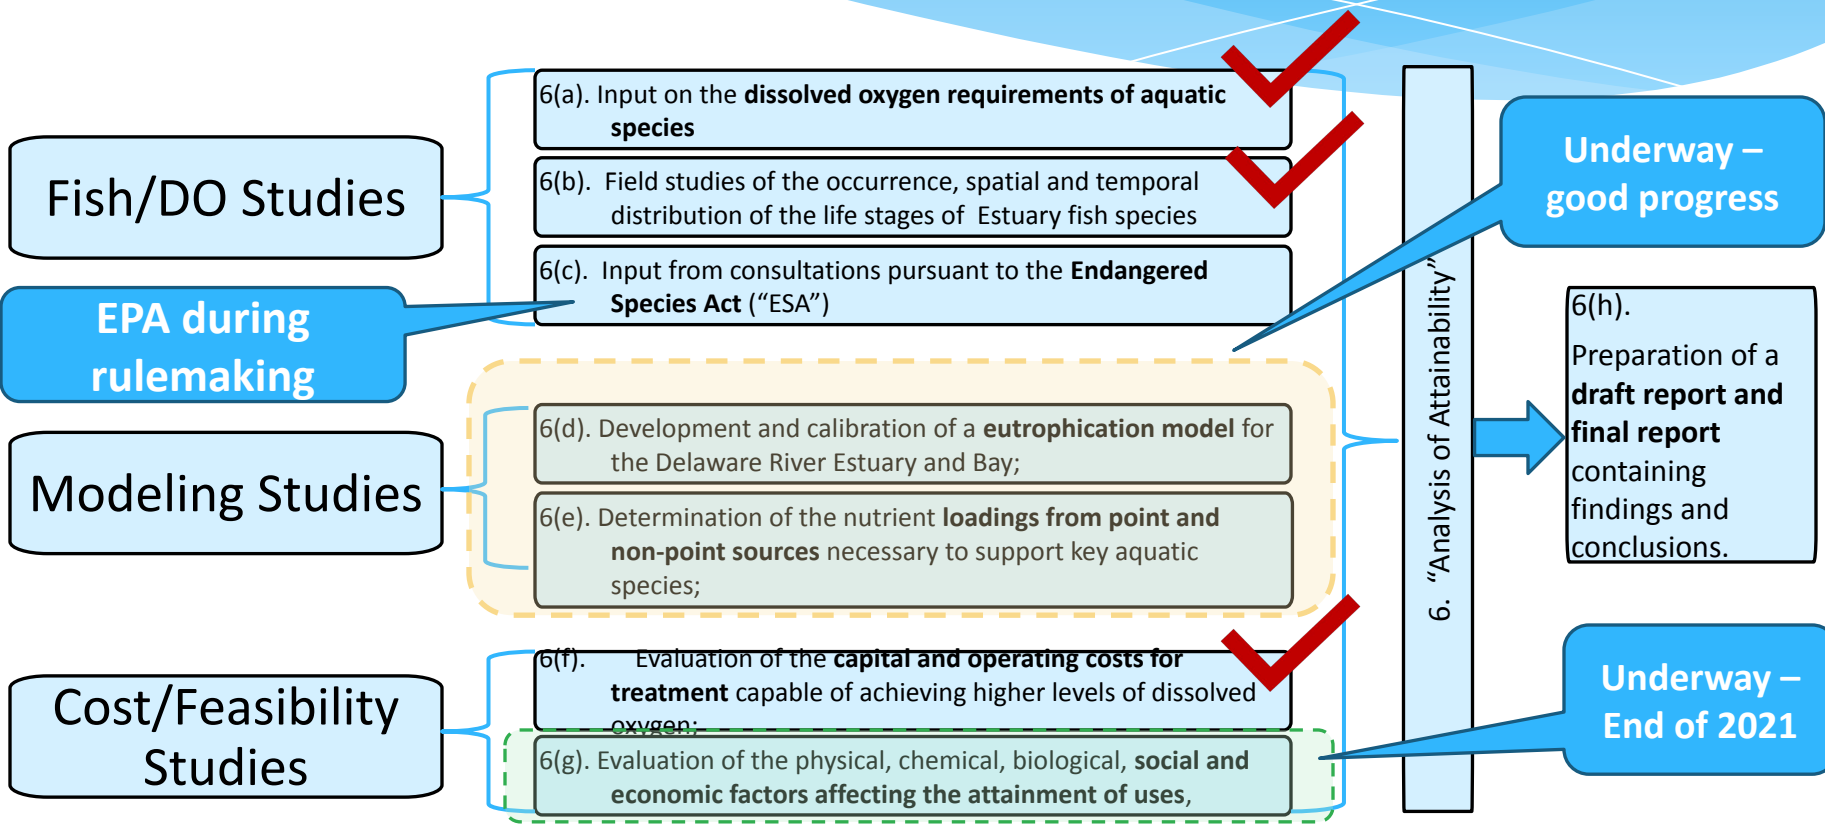 6(a). Input on the dissolved oxygen requirements of aquatic
species
Fish/DO Studies
6(b). Field studies of the occurrence, spatial and temporal
distribution of the life stages of Estuary fish species
6(c). Input from consultations pursuant to the Endangered
Species Act (“ESA”)
EPA during
rulemaking
Underway –
good progress
Modeling Studies
6(d). Development and calibration of a eutrophication model for
the Delaware River Estuary and Bay;
6(e). Determination of the nutrient loadings from point and
non-point sources necessary to support key aquatic
species;
Cost/Feasibility
Studies
6(f). Evaluation of the capital and operating costs for
treatment capable of achieving higher levels of dissolved
oxygen;
6(g). Evaluation of the physical, chemical, biological, social and
economic factors affecting the attainment of uses,
Underway –
End of 2021
6. “Analysis of Attainability”
6(h).
Preparation of a
draft report and
final report
containing
findings and
conclusions.